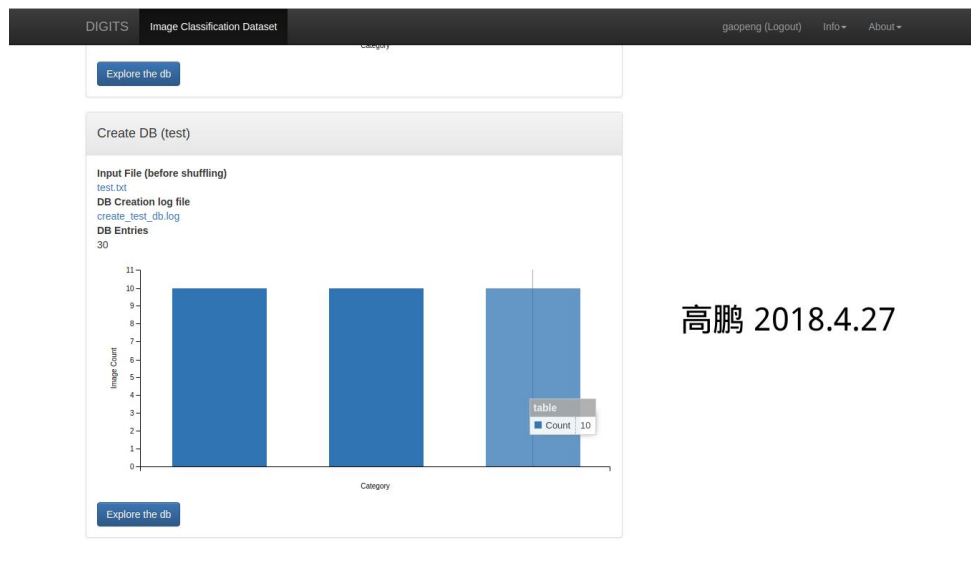 DIGITS Image Classification Dataset gaopeng (Logout) Info About
Category
Explore the db
Create DB (test)
Input File (before shuffling)
test.txt
DB Creation log file
create_test_db.log
DB Entries
30
11
10
9
8
7
6
5
4
3
2
1
0
Image Count
table
Count 10
Category
Explore the db
高鹏 2018.4.27